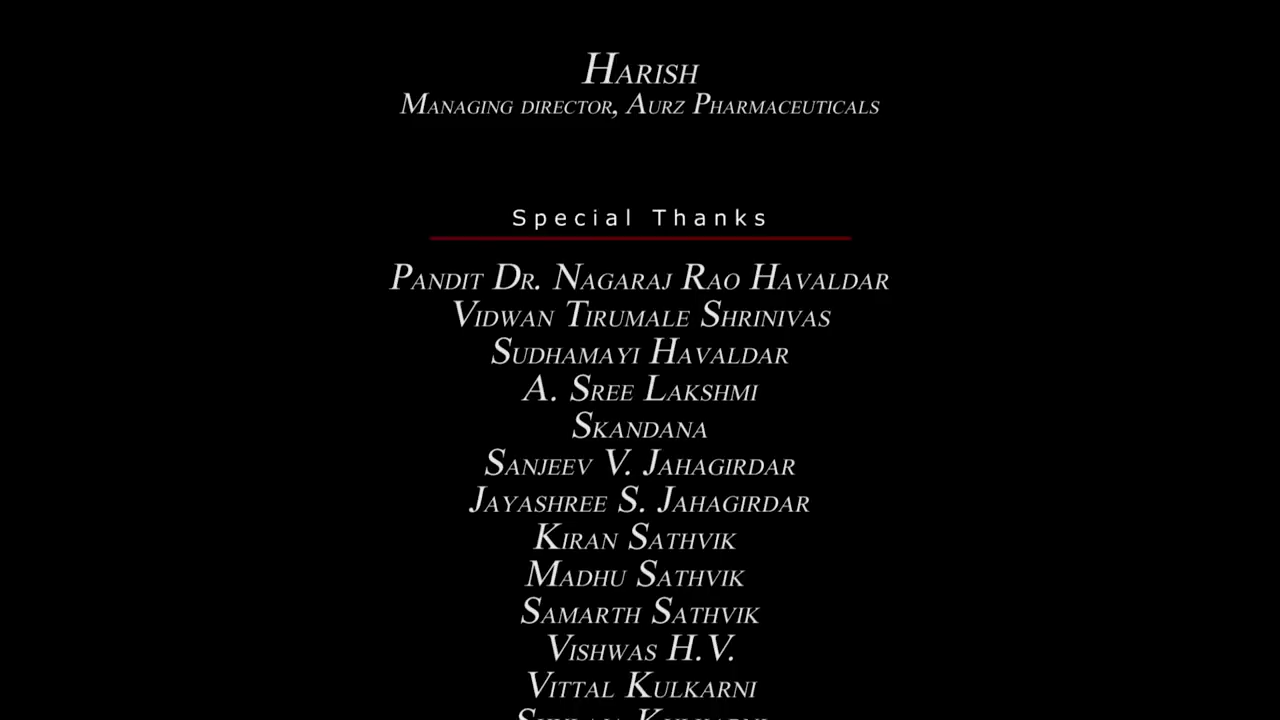 HARISH
MANAGING DIRECTOR, AURZ PHARMACEUTICALS
Special Thanks
PANDIT DR. NAGARAJ RAO HAVALDAR
VIDWAN TIRUMALE SHRINIVAS
SUDHAMAYI HAVALDAR
A. SREE LAKSHMI
SKANDANA
SANJEEV V. JAHAGIRDAR
JAYASHREE S. JAHAGIRDAR
KIRAN SATHVIK
MADHU SATHVIK
SAMARTH SATHVIK
VISHWAS H.V.
VITTAL KULKARNI